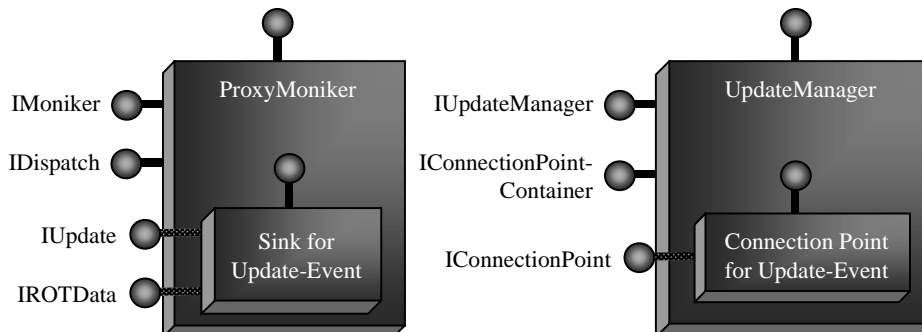 ProxyMoniker
IMoniker
IDispatch
IUpdate
IROTData
Sink for
Update-Event
UpdateManager
IUpdateManager
IConnectionPoint-
Container
IConnectionPoint
Connection Point
for Update-Event